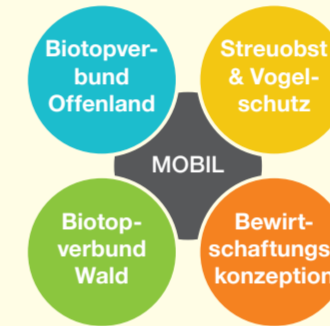 Biotopver-
bund
Offenland
Streuobst
& Vogel-
schutz
MOBIL
Biotop-
verbund
Wald
Bewirt-
schaftungs
konzeption